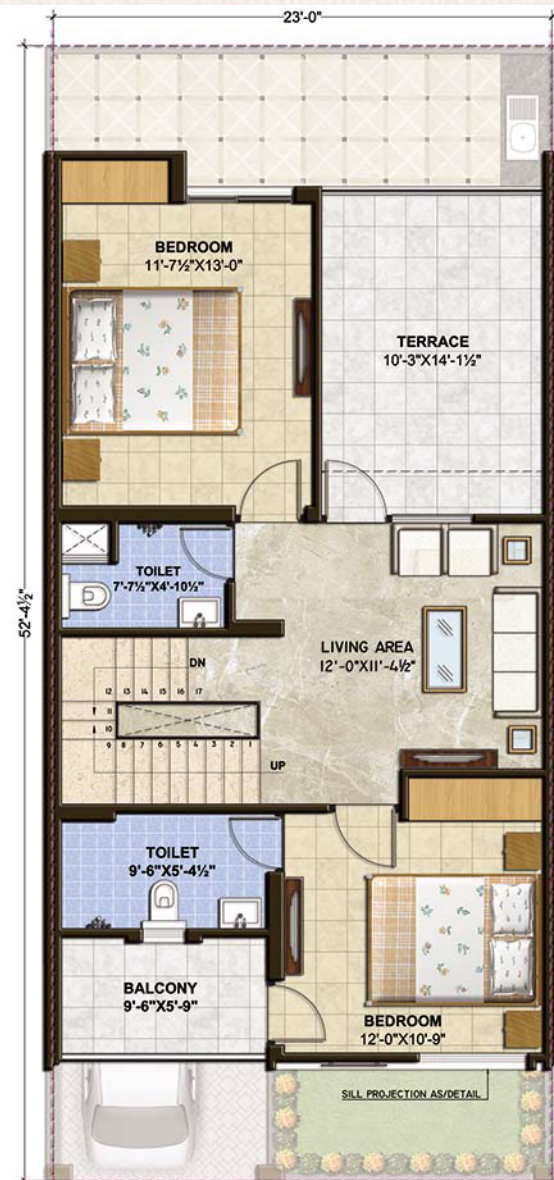 23'-0"
52'-4½"
BEDROOM
11'-7½"X13'-0"
TERRACE
10'-3"X14'-1½"
TOILET
7'-7½"X4'-10½"
LIVING AREA
12'-0"X11'-4½"
DN
12 13 14 15 16 17
11
10
9 8 7 6 5 4 3 2 1
UP
TOILET
9'-6"X5'-4½"
BALCONY
9'-6"X5'-9"
BEDROOM
12'-0"X10'-9"
SILL PROJECTION AS/DETAIL